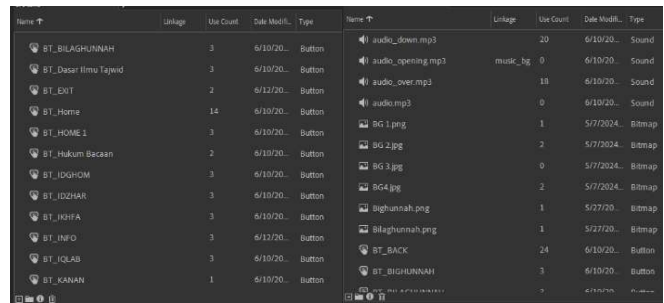 Name ↑ Linkage Use Count Date Modifi... Type
BT_BILAGHUNNAH 3 6/10/20... Button
BT_Dasar Ilmu Tajwid 3 6/10/20... Button
BT_EXIT 2 6/12/20... Button
BT_Home 14 6/10/20... Button
BT_HOME 1 3 6/10/20... Button
BT_Hukum Bacaan 2 6/10/20... Button
BT_IDGHOM 3 6/10/20... Button
BT_IDZHAR 3 6/10/20... Button
BT_IKHFA 3 6/10/20... Button
BT_INFO 3 6/12/20... Button
BT_IQLAB 3 6/10/20... Button
BT_KANAN 1 6/10/20... Button
Name ↑ Linkage Use Count Date Modifi... Type
audio_down.mp3 20 6/10/20... Sound
audio_opening.mp3 music_bg 0 6/10/20... Sound
audio_over.mp3 18 6/10/20... Sound
audio.mp3 0 6/10/20... Sound
BG 1.png 1 5/7/2024... Bitmap
BG 2.jpg 2 5/7/2024... Bitmap
BG 3.jpg 0 5/7/2024... Bitmap
BG4.jpg 2 5/7/2024... Bitmap
Bighunnah.png 1 5/27/20... Bitmap
Bilaghunnah.png 1 5/27/20... Bitmap
BT_BACK 24 6/10/20... Button
BT_BIGHUNNAH 3 6/10/20... Button